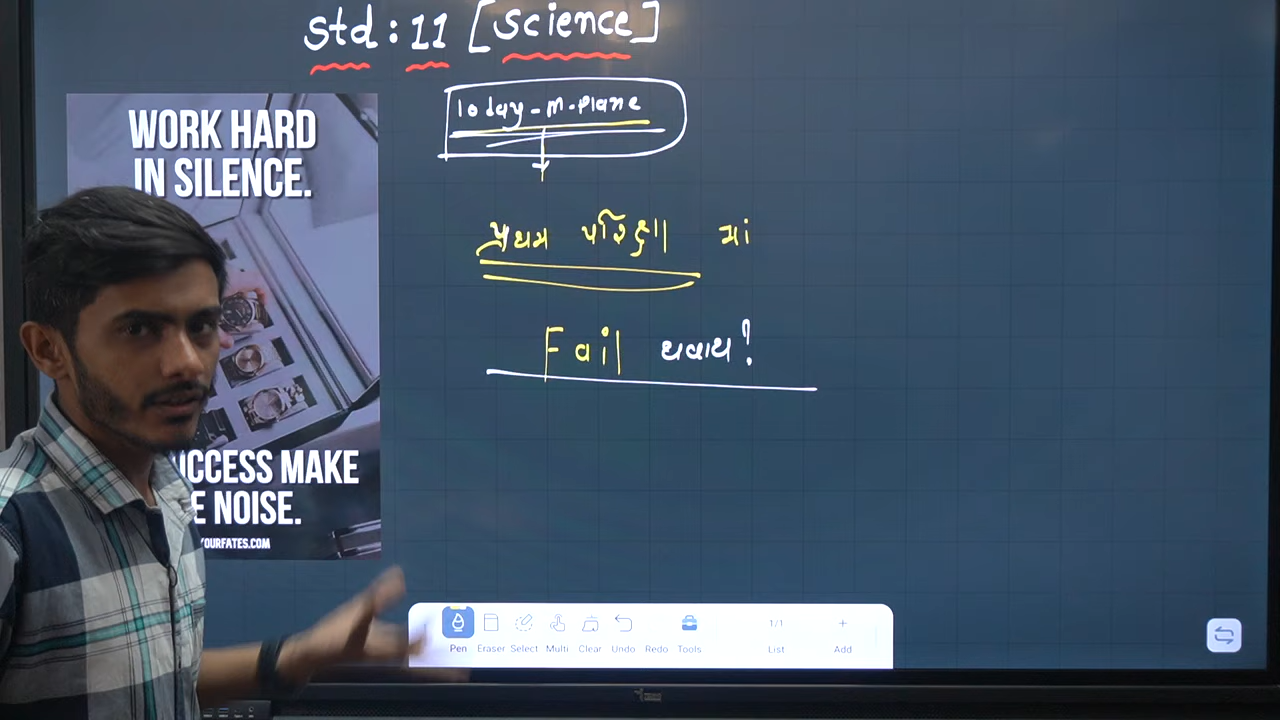 std : 11 [science]
10 day - m.plane
પ્રથમ પરિક્ષા માં
Fail થવાય?
WORK HARD
IN SILENCE.
UCCESS MAKE
E NOISE.
YOURFATES.COM
Pen Eraser Select Multi Clear Undo Redo Tools 1/1 List + Add